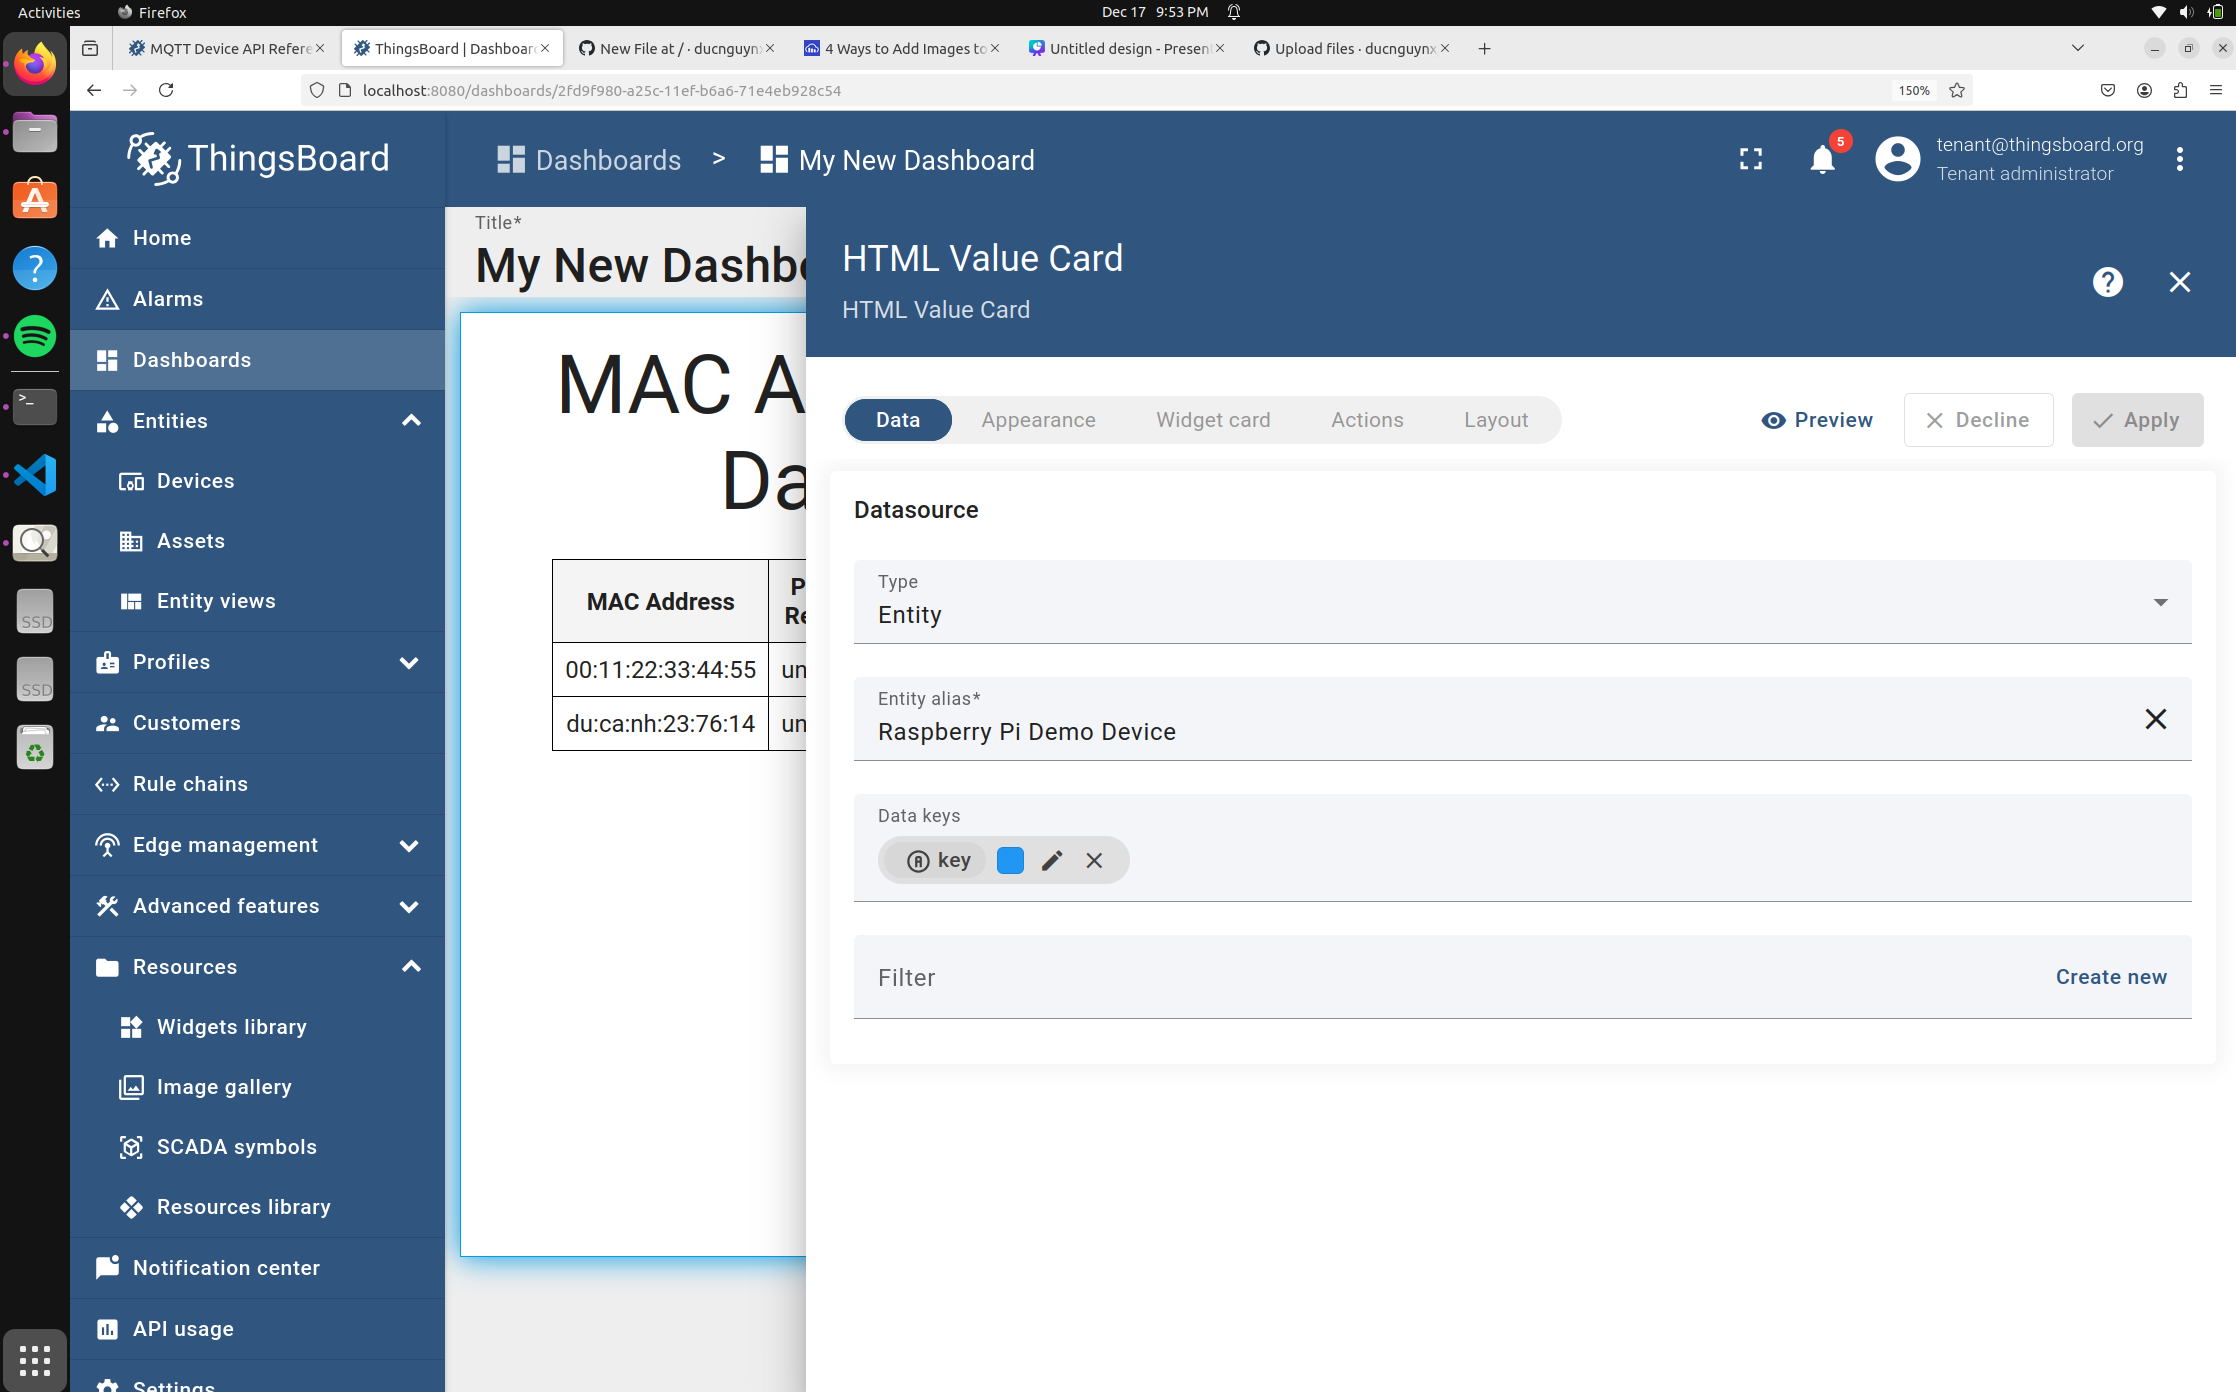 Activities
Firefox
Dec 17 9:53 PM
MQTT Device API Refere
ThingsBoard | Dashboar
New File at / · ducnguynx
4 Ways to Add Images to
Untitled design - Present
Upload files · ducnguynx
localhost:8080/dashboards/2fd9f980-a25c-11ef-b6a6-71e4eb928c54
150%
ThingsBoard
Dashboards > My New Dashboard
5
tenant@thingsboard.org
Tenant administrator
Home
Alarms
Dashboards
Entities
Devices
Assets
Entity views
Profiles
Customers
Rule chains
Edge management
Advanced features
Resources
Widgets library
Image gallery
SCADA symbols
Resources library
Notification center
API usage
Settings
SSD
SSD
Title*
My New Dashbo
MAC A
Da
MAC Address
P
Re
00:11:22:33:44:55
un
du:ca:nh:23:76:14
un
HTML Value Card
HTML Value Card
Data
Appearance
Widget card
Actions
Layout
Preview
Decline
Apply
Datasource
Type
Entity
Entity alias*
Raspberry Pi Demo Device
Data keys
key
Filter
Create new